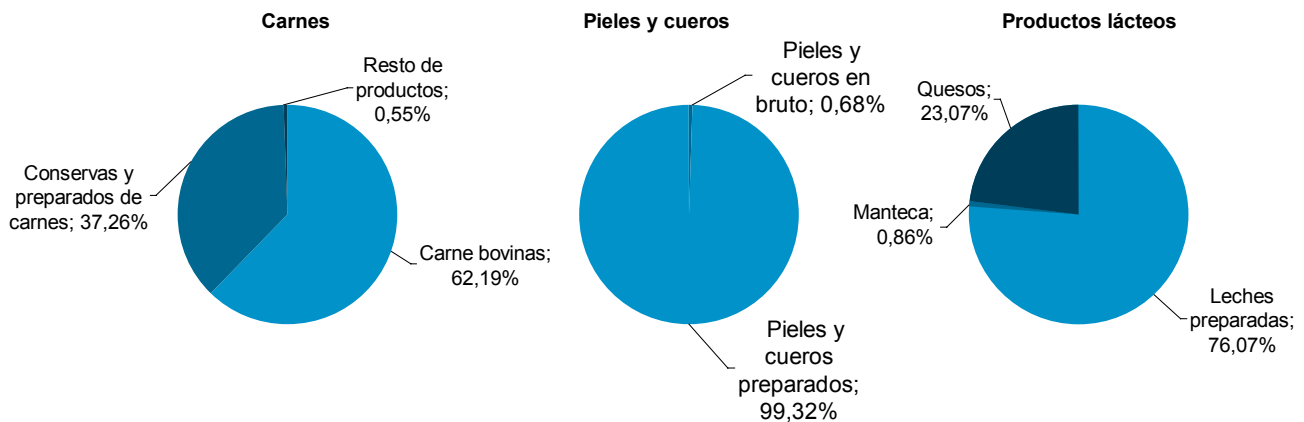 Carnes
Resto de
productos;
0,55%
Conservas y
preparados de
carnes; 37,26%
Carne bovinas;
62,19%
Pieles y cueros
Pieles y
cueros en
bruto; 0,68%
Pieles y
cueros
preparados;
99,32%
Productos lácteos
Quesos;
23,07%
Manteca;
0,86%
Leches
preparadas;
76,07%